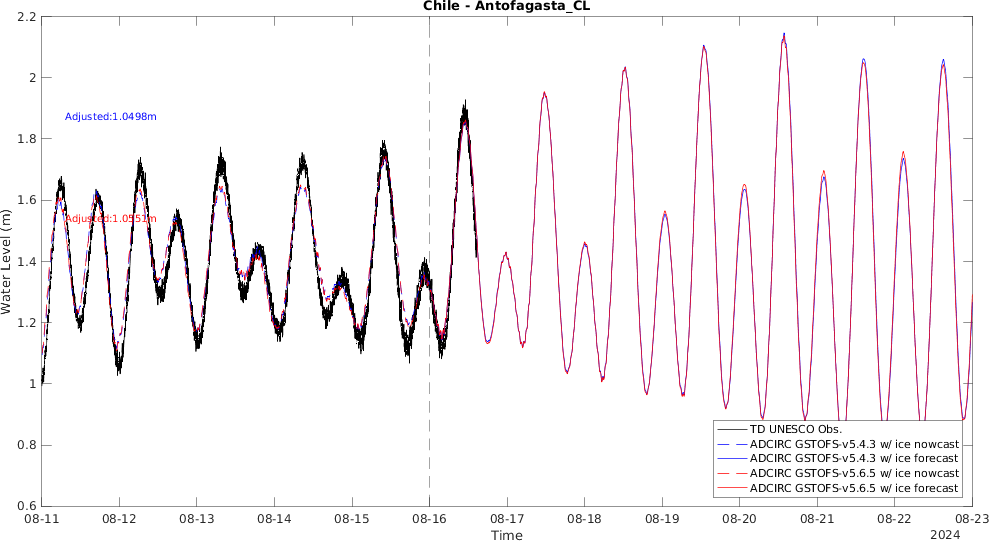 Chile - Antofagasta_CL
2.2
2
1.8
1.6
1.4
1.2
1
0.8
0.6
Water Level (m)
Adjusted:1.0498m
Adjusted:1.0551m
TD UNESCO Obs.
ADCIRC GSTOFS-v5.4.3 w/ ice nowcast
ADCIRC GSTOFS-v5.4.3 w/ ice forecast
ADCIRC GSTOFS-v5.6.5 w/ ice nowcast
ADCIRC GSTOFS-v5.6.5 w/ ice forecast
08-11 08-12 08-13 08-14 08-15 08-16 08-17 08-18 08-19 08-20 08-21 08-22 08-23
Time
2024